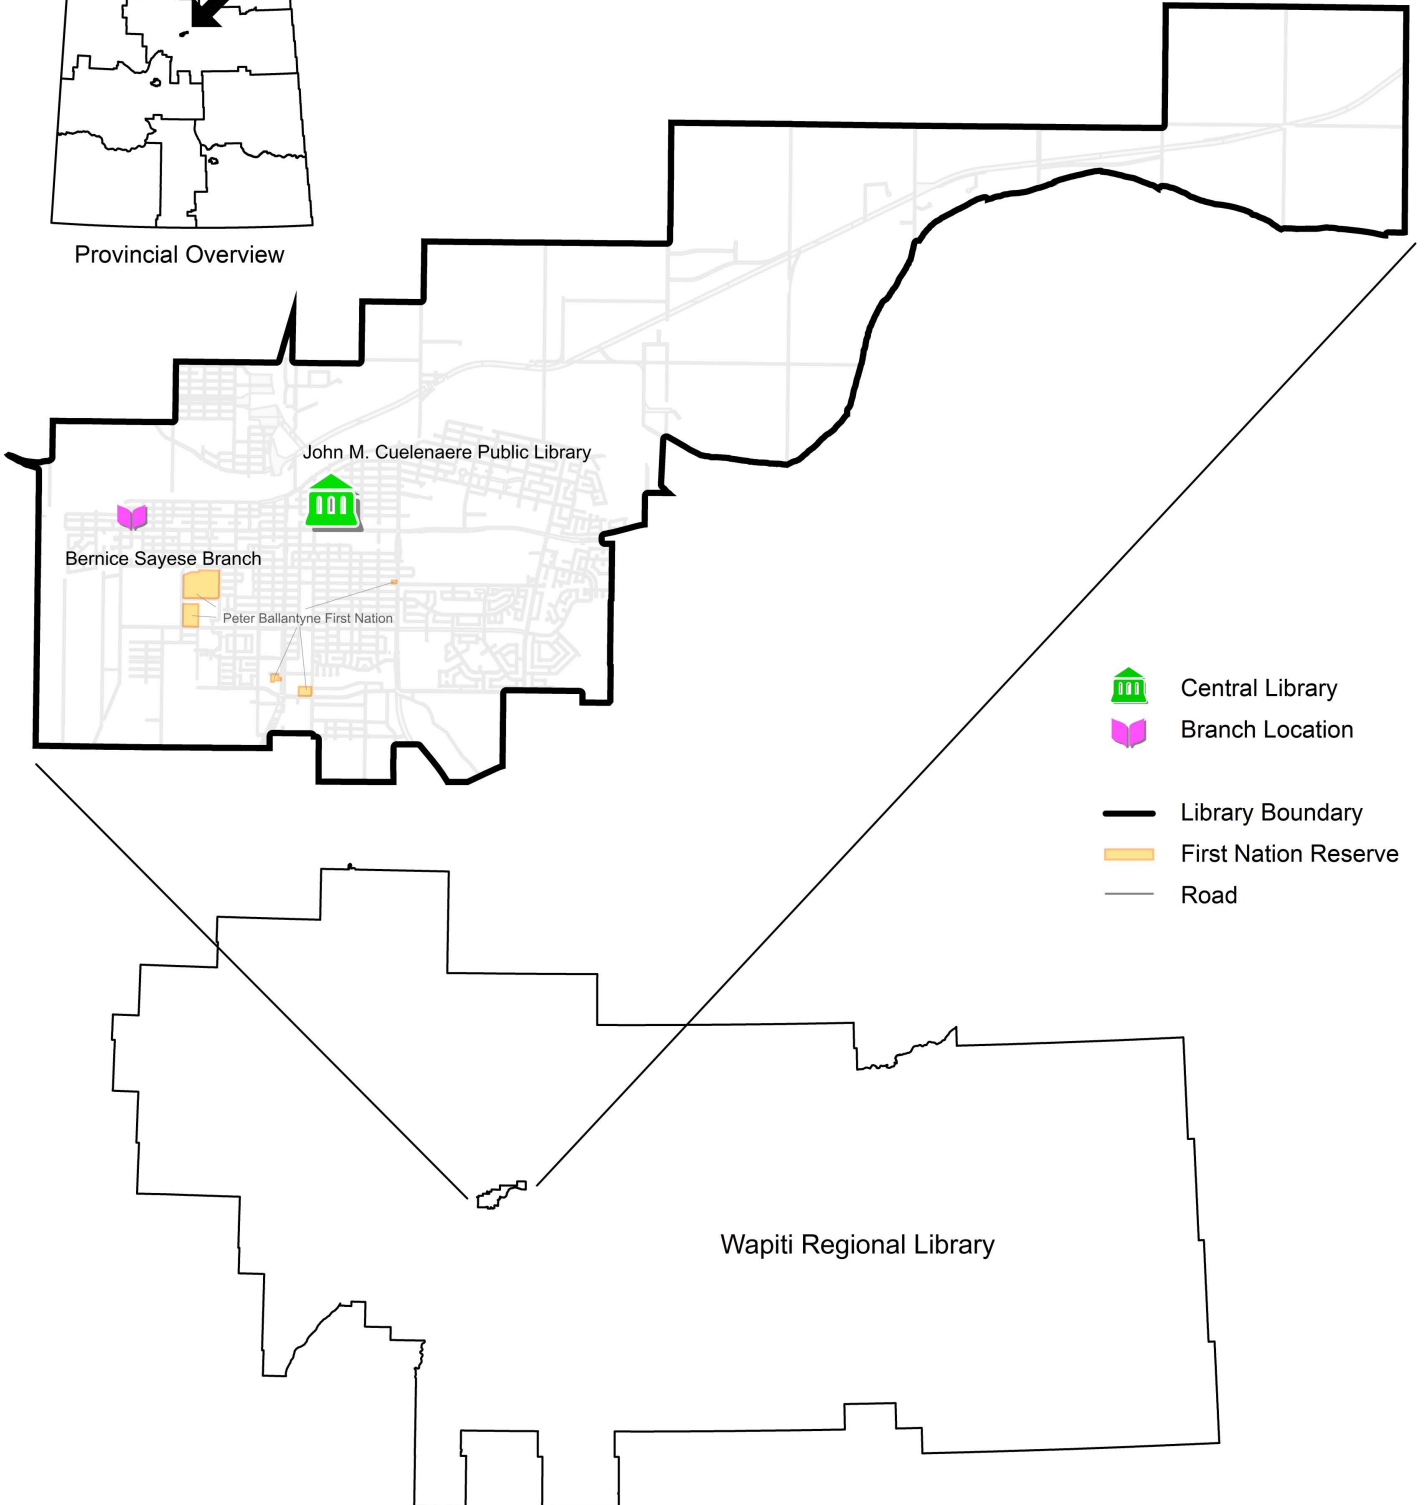 Provincial Overview
John M. Cuelenaere Public Library
Bernice Sayese Branch
Peter Ballantyne First Nation
Central Library
Branch Location
Library Boundary
First Nation Reserve
Road
Wapiti Regional Library